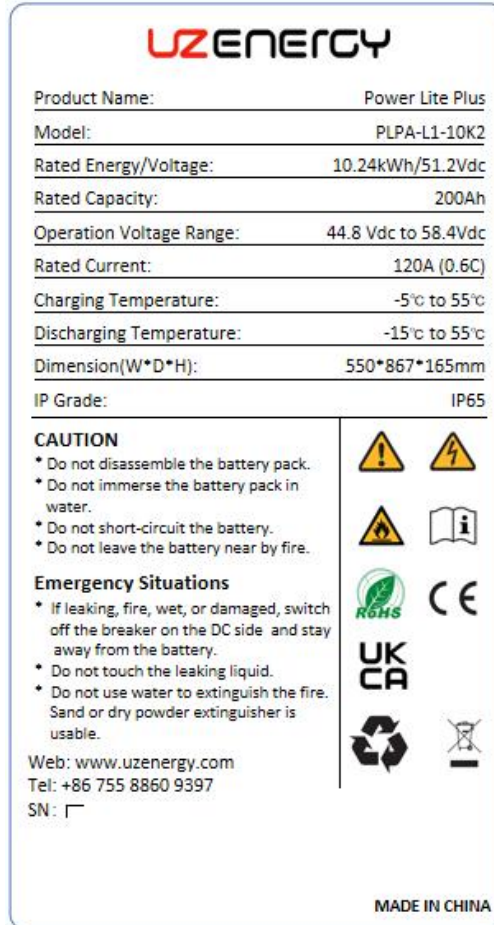 UZENERGY
Product Name: Power Lite Plus
Model: PLPA-L1-10K2
Rated Energy/Voltage: 10.24kWh/51.2Vdc
Rated Capacity: 200Ah
Operation Voltage Range: 44.8 Vdc to 58.4Vdc
Rated Current: 120A (0.6C)
Charging Temperature: -5℃ to 55℃
Discharging Temperature: -15℃ to 55℃
Dimension(W*D*H): 550*867*165mm
IP Grade: IP65
CAUTION
* Do not disassemble the battery pack.
* Do not immerse the battery pack in
water.
* Do not short-circuit the battery.
* Do not leave the battery near by fire.
Emergency Situations
* If leaking, fire, wet, or damaged, switch
off the breaker on the DC side and stay
away from the battery.
* Do not touch the leaking liquid.
* Do not use water to extinguish the fire.
Sand or dry powder extinguisher is
usable.
Web: www.uzenergy.com
Tel: +86 755 8860 9397
SN:
RoHS
CE
UK
CA
MADE IN CHINA